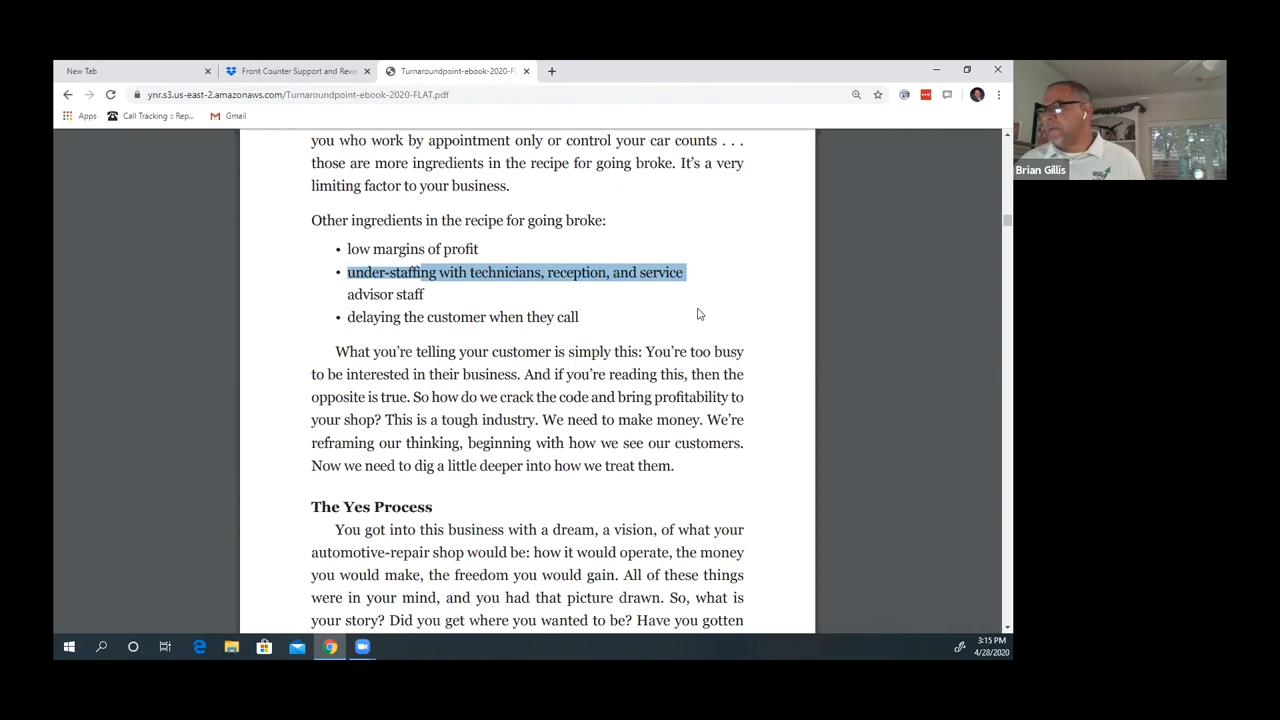 New Tab
Front Counter Support and Revie
Turnaroundpoint-ebook-2020-FL
ynr.s3.us-east-2.amazonaws.com/Turnaroundpoint-ebook-2020-FLAT.pdf
Apps
Call Tracking :: Rep...
Gmail
Brian Gillis
you who work by appointment only or control your car counts . . .
those are more ingredients in the recipe for going broke. It’s a very
limiting factor to your business.
Other ingredients in the recipe for going broke:
• low margins of profit
• under-staffing with technicians, reception, and service
advisor staff
• delaying the customer when they call
What you’re telling your customer is simply this: You’re too busy
to be interested in their business. And if you’re reading this, then the
opposite is true. So how do we crack the code and bring profitability to
your shop? This is a tough industry. We need to make money. We’re
reframing our thinking, beginning with how we see our customers.
Now we need to dig a little deeper into how we treat them.
The Yes Process
You got into this business with a dream, a vision, of what your
automotive-repair shop would be: how it would operate, the money
you would make, the freedom you would gain. All of these things
were in your mind, and you had that picture drawn. So, what is
your story? Did you get where you wanted to be? Have you gotten
3:15 PM
4/28/2020